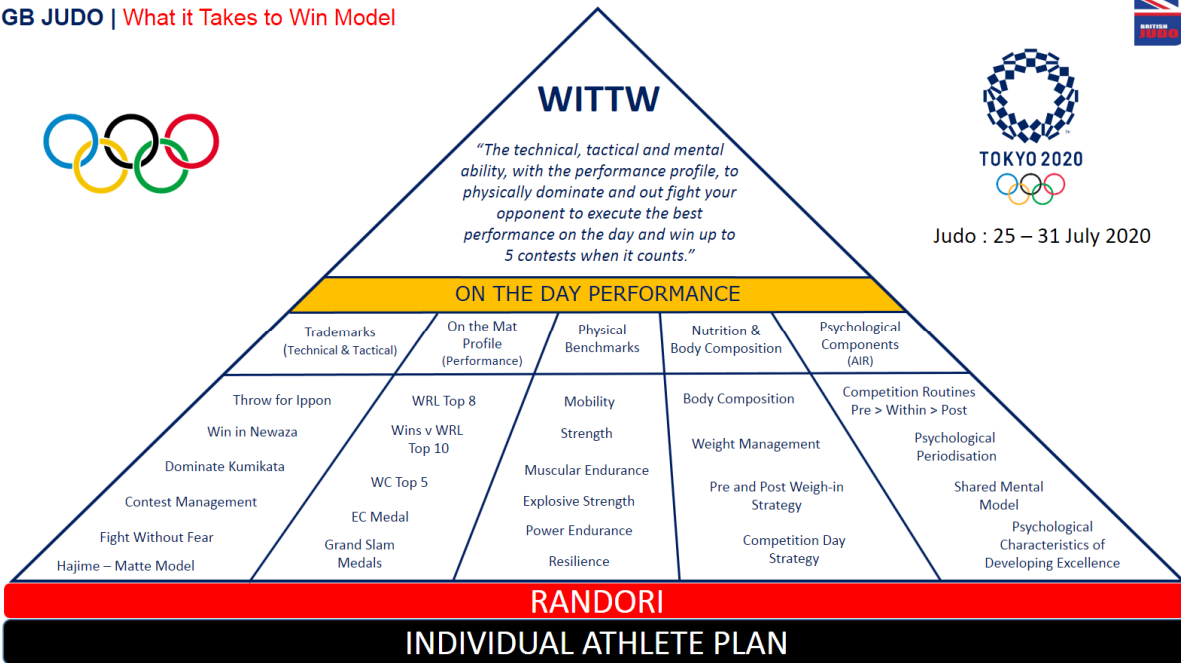 GB JUDO | What it Takes to Win Model
BRITISH
JUDO
WITTW
“The technical, tactical and mental
ability, with the performance profile, to
physically dominate and out fight your
opponent to execute the best
performance on the day and win up to
5 contests when it counts.”
TM
TOKYO 2020
Judo : 25 – 31 July 2020
ON THE DAY PERFORMANCE
Trademarks
(Technical & Tactical)
On the Mat
Profile
(Performance)
Physical
Benchmarks
Nutrition &
Body Composition
Psychological
Components
(AIR)
Throw for Ippon
Win in Newaza
Dominate Kumikata
Contest Management
Fight Without Fear
Hajime – Matte Model
WRL Top 8
Wins v WRL
Top 10
WC Top 5
EC Medal
Grand Slam
Medals
Mobility
Strength
Muscular Endurance
Explosive Strength
Power Endurance
Resilience
Body Composition
Weight Management
Pre and Post Weigh-in
Strategy
Competition Day
Strategy
Competition Routines
Pre > Within > Post
Psychological
Periodisation
Shared Mental
Model
Psychological
Characteristics of
Developing Excellence
RANDORI
INDIVIDUAL ATHLETE PLAN